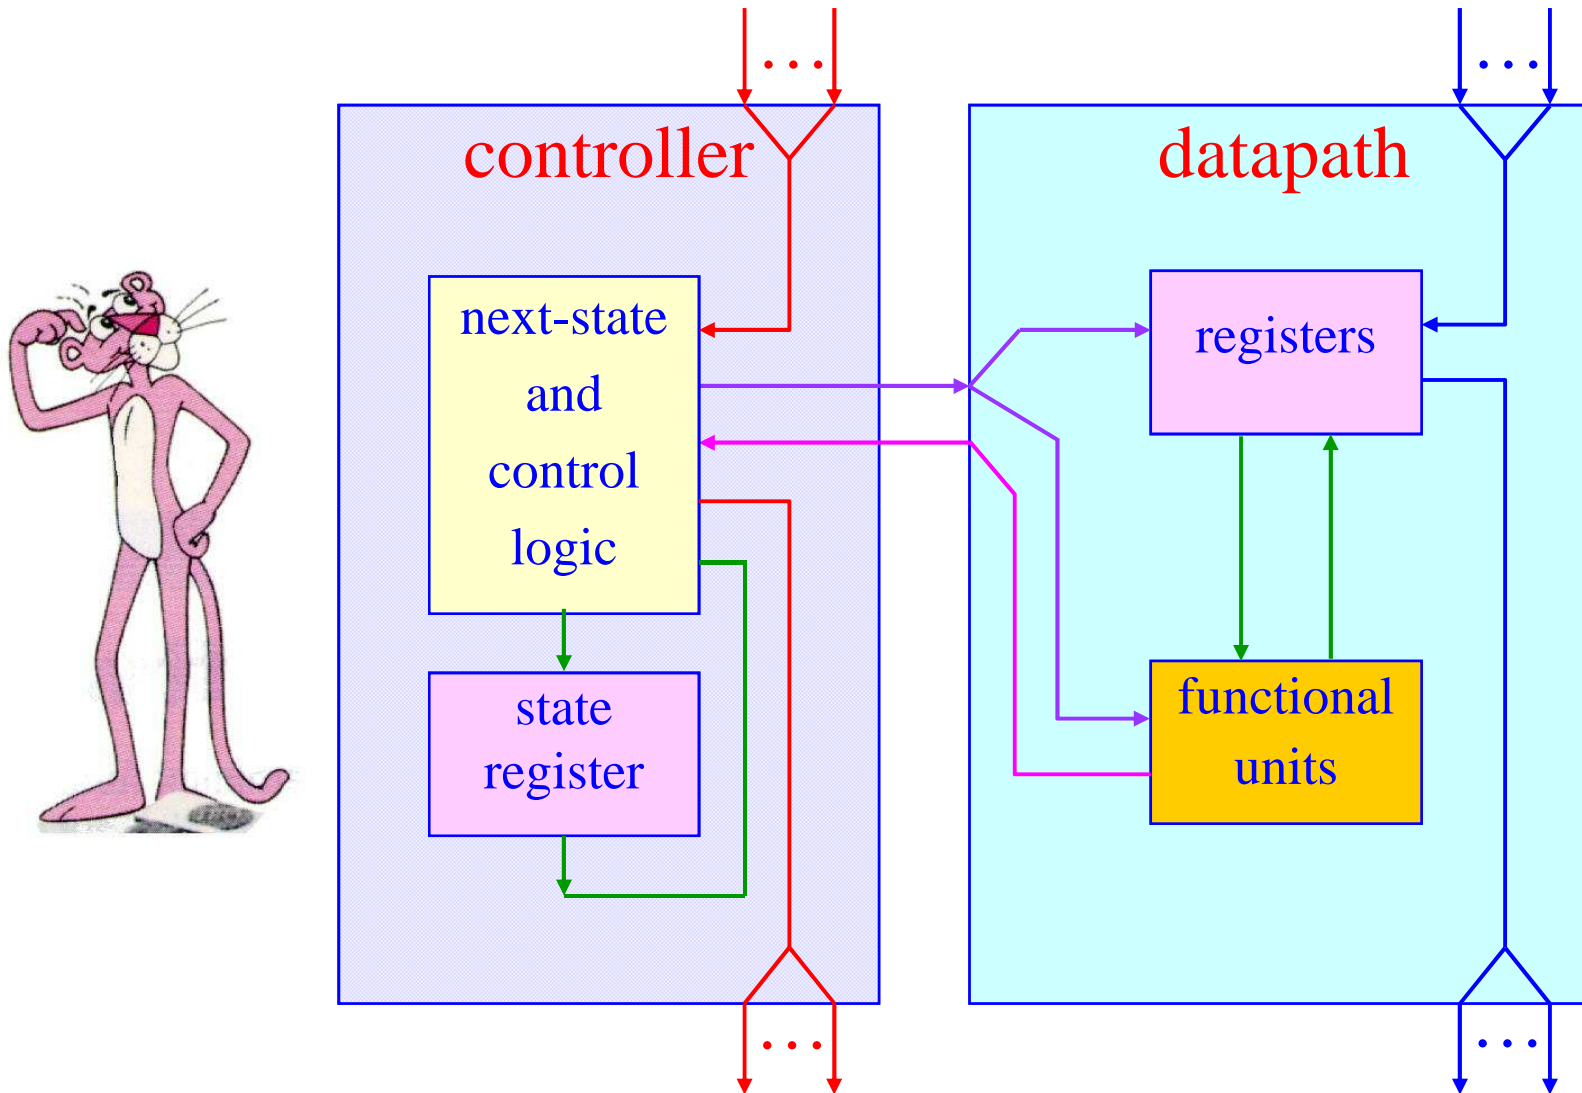 controller
next-state
and
control
logic
state
register
datapath
registers
functional
units